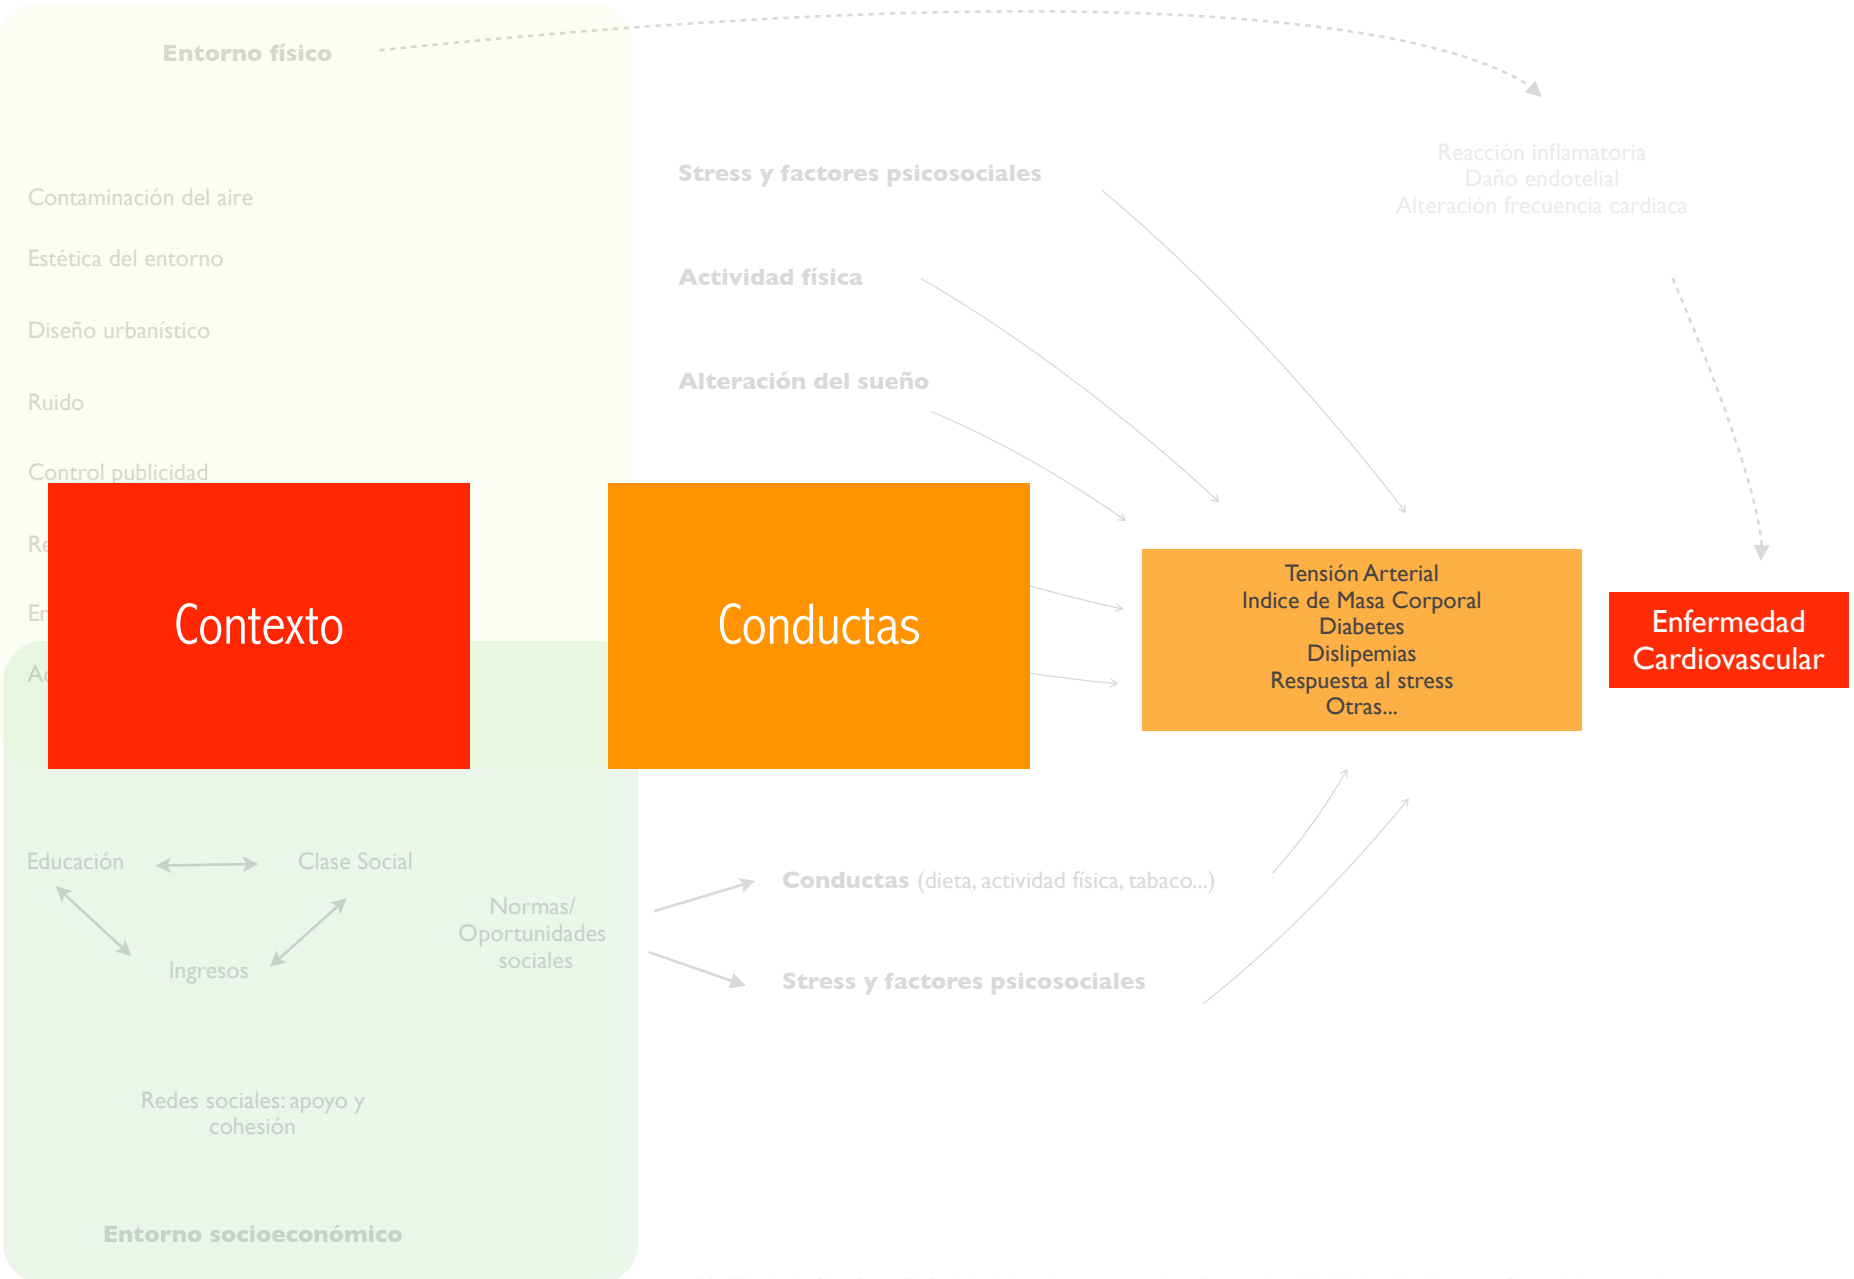 Entorno físico
Contaminación del aire
Estética del entorno
Diseño urbanístico
Ruido
Control publicidad
Stress y factores psicosociales
Actividad física
Alteración del sueño
Reacción inflamatoria
Daño endotelial
Alteración frecuencia cardiaca
Contexto
Conductas
Tensión Arterial
Indice de Masa Corporal
Diabetes
Dislipemias
Respuesta al stress
Otras...
Enfermedad
Cardiovascular
Educación
Clase Social
Ingresos
Normas/
Oportunidades
sociales
Conductas (dieta, actividad física, tabaco...)
Stress y factores psicosociales
Redes sociales: apoyo y
cohesión
Entorno socioeconómico